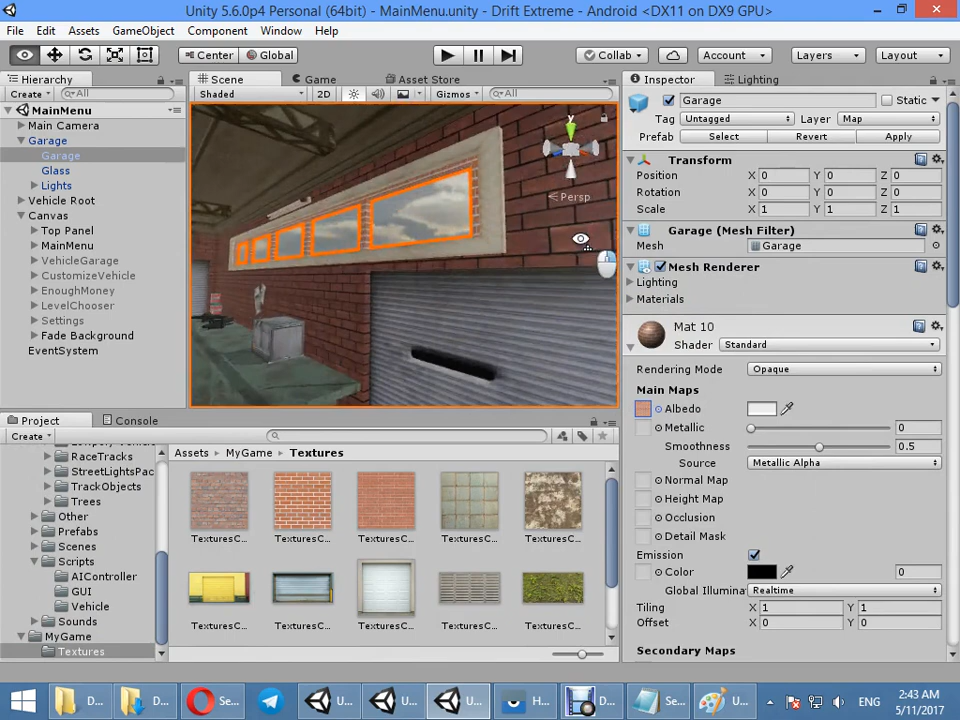 Unity 5.6.0p4 Personal (64bit) - MainMenu.unity - Drift Extreme - Android <DX11 on DX9 GPU>
File Edit Assets GameObject Component Window Help
Center Global Collab Account Layers Layout
Hierarchy
Create All
MainMenu
Main Camera
Garage
Garage
Glass
Lights
Vehicle Root
Canvas
Top Panel
MainMenu
VehicleGarage
CustomizeVehicle
EnoughMoney
LevelChooser
Settings
Fade Background
EventSystem
Scene Game Asset Store
Shaded 2D Gizmos All
y
Persp
Project Console
Create
RaceTracks
StreetLightsPac
TrackObjects
Trees
Other
Prefabs
Scenes
Scripts
AIController
GUI
Vehicle
Sounds
MyGame
Textures
Assets MyGame Textures
TexturesC... TexturesC... TexturesC... TexturesC... TexturesC...
TexturesC... TexturesC... TexturesC... TexturesC... TexturesC...
Inspector Lighting
Garage Static
Tag Untagged Layer Map
Prefab Select Revert Apply
Transform
Position X 0 Y 0 Z 0
Rotation X 0 Y 0 Z 0
Scale X 1 Y 1 Z 1
Garage (Mesh Filter)
Mesh Garage
Mesh Renderer
Lighting
Materials
Mat 10
Shader Standard
Rendering Mode Opaque
Main Maps
Albedo
Metallic 0
Smoothness 0.5
Source Metallic Alpha
Normal Map
Height Map
Occlusion
Detail Mask
Emission
Color 0
Global Illumina Realtime
Tiling X 1 Y 1
Offset X 0 Y 0
Secondary Maps
D... D... Se... U... U... U... H... D... Se... U...
ENG
2:43 AM
5/11/2017